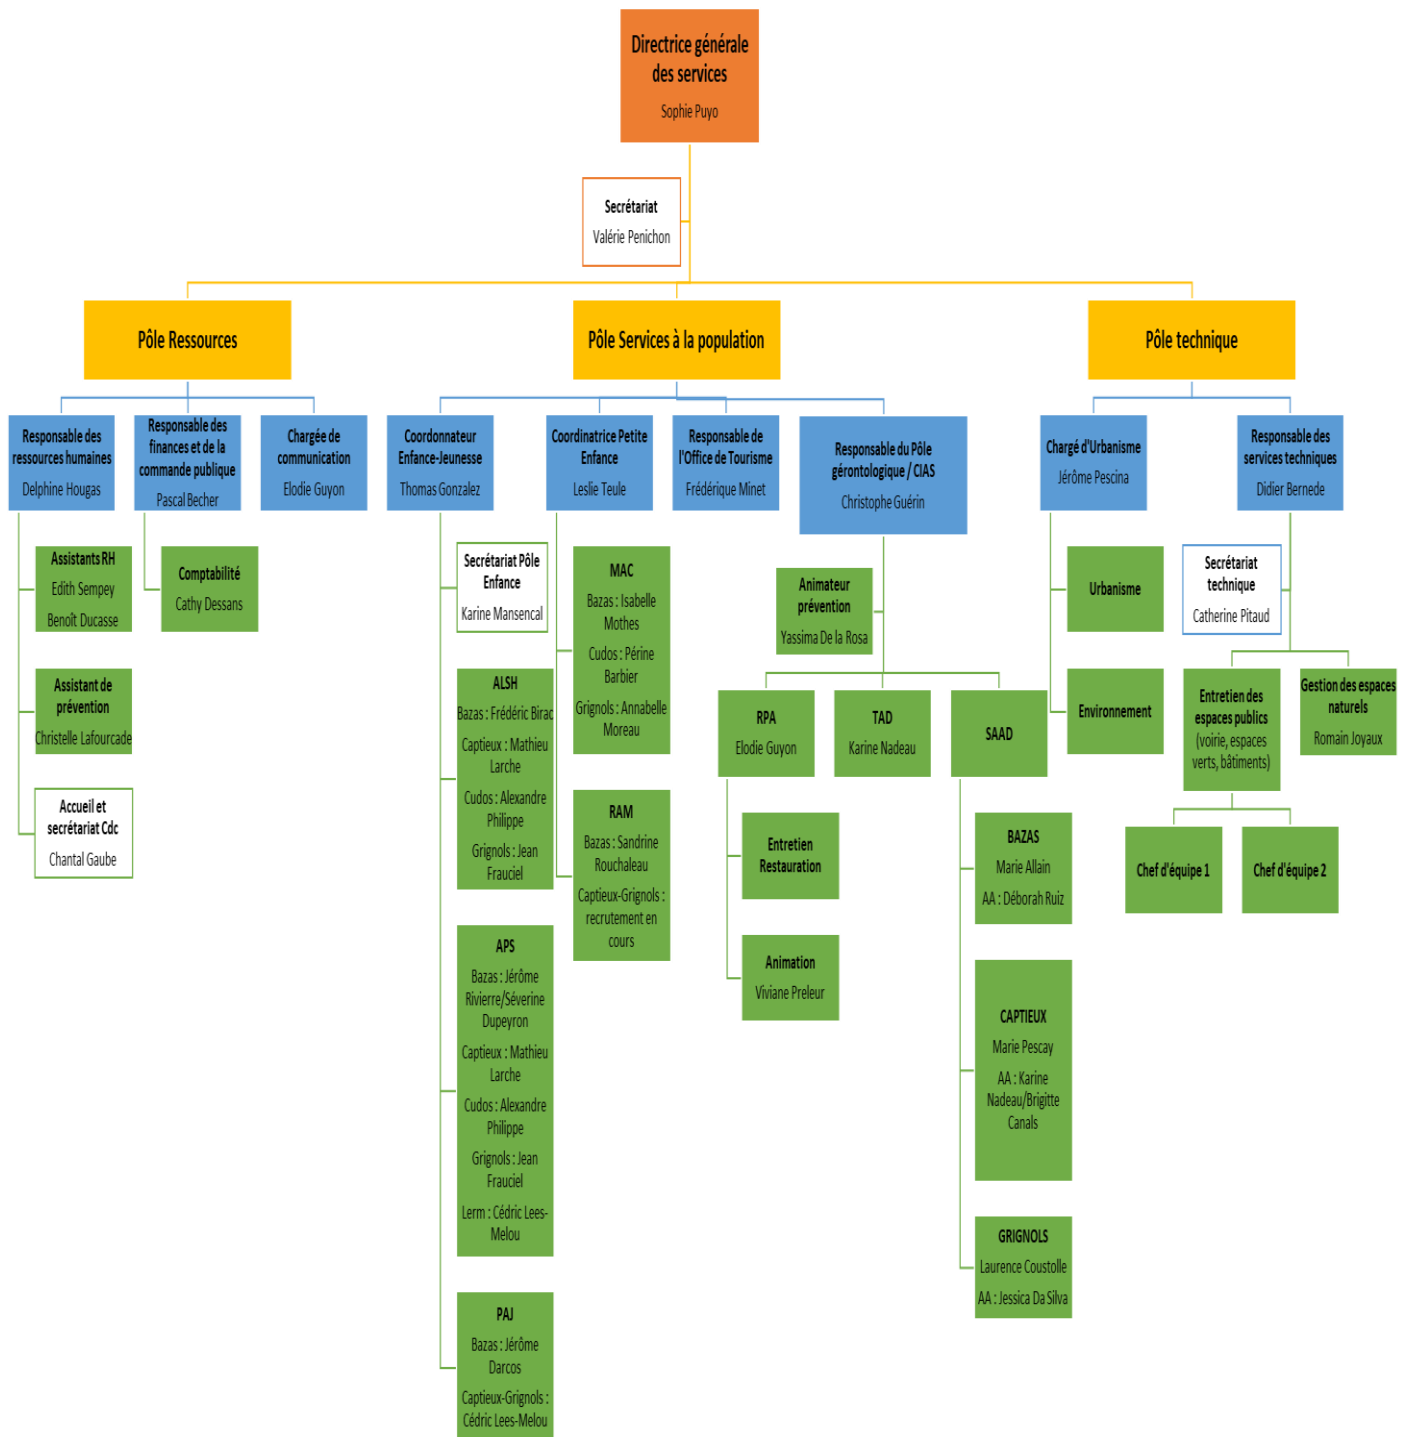 Directrice générale
des services
Sophie Puyo
Secrétariat
Valérie Penichon
Pôle Ressources
Pôle Services à la population
Pôle technique
Responsable des
ressources humaines
Delphine Hougas
Responsable des
finances et de la
commande publique
Pascal Becher
Chargée de
communication
Elodie Guyon
Coordonnateur
Enfance-Jeunesse
Thomas Gonzalez
Coordinatrice Petite
Enfance
Leslie Teule
Responsable de
l'Office de Tourisme
Frédérique Minet
Responsable du Pôle
gérontologique / CIAS
Christophe Guérin
Chargé d'Urbanisme
Jérôme Pescina
Responsable des
services techniques
Didier Bernede
Assistants RH
Edith Sempey
Benoît Ducasse
Assistant de
prévention
Christelle Lafourcade
Accueil et
secrétariat Cdc
Chantal Gaube
Comptabilité
Cathy Dessans
Secrétariat Pôle
Enfance
Karine Mansencal
ALSH
Bazas : Frédéric Birac
Captieux : Mathieu
Larche
Cudos : Alexandre
Philippe
Grignols : Jean
Frauciel
APS
Bazas : Jérôme
Rivierre/Séverine
Dupeyron
Captieux : Mathieu
Larche
Cudos : Alexandre
Philippe
Grignols : Jean
Frauciel
Lerm : Cédric Lees-
Melou
PAJ
Bazas : Jérôme
Darcos
Captieux-Grignols :
Cédric Lees-Melou
MAC
Bazas : Isabelle
Mothes
Cudos : Périne
Barbier
Grignols : Annabelle
Moreau
RAM
Bazas : Sandrine
Rouchaleau
Captieux-Grignols :
recrutement en
cours
Animateur
prévention
Yassima De la Rosa
RPA
Elodie Guyon
TAD
Karine Nadeau
SAAD
Entretien
Restauration
Animation
Viviane Preleur
BAZAS
Marie Allain
AA : Déborah Ruiz
CAPTIEUX
Marie Pescay
AA : Karine
Nadeau/Brigitte
Canals
GRIGNOLS
Laurence Coustolle
AA : Jessica Da Silva
Urbanisme
Environnement
Secrétariat
technique
Catherine Pitaud
Entretien des
espaces publics
(voirie, espaces
verts, bâtiments)
Gestion des espaces
naturels
Romain Joyaux
Chef d'équipe 1
Chef d'équipe 2